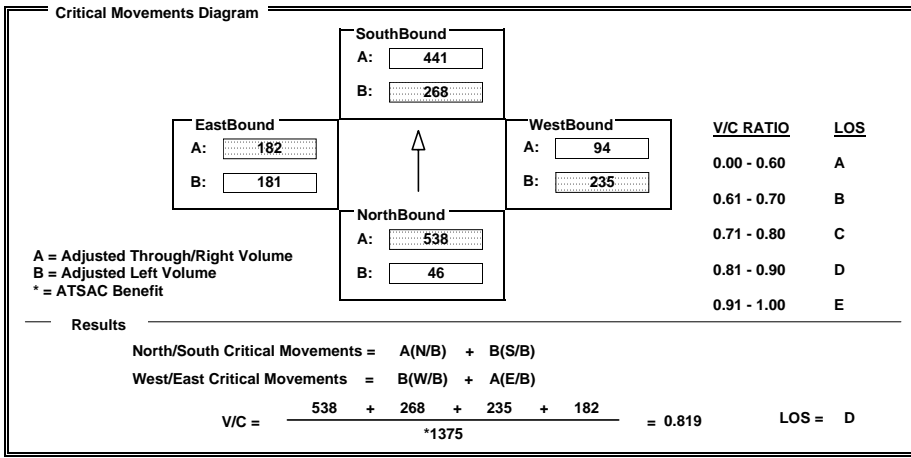 Critical Movements Diagram
SouthBound
A: 441
B: 268
EastBound
A: 182
B: 181
WestBound
A: 94
B: 235
NorthBound
A: 538
B: 46
V/C RATIO LOS
0.00 - 0.60 A
0.61 - 0.70 B
0.71 - 0.80 C
0.81 - 0.90 D
0.91 - 1.00 E
A = Adjusted Through/Right Volume
B = Adjusted Left Volume
* = ATSAC Benefit
Results
North/South Critical Movements = A(N/B) + B(S/B)
West/East Critical Movements = B(W/B) + A(E/B)
538 + 268 + 235 + 182
V/C = = 0.819 LOS = D
*1375